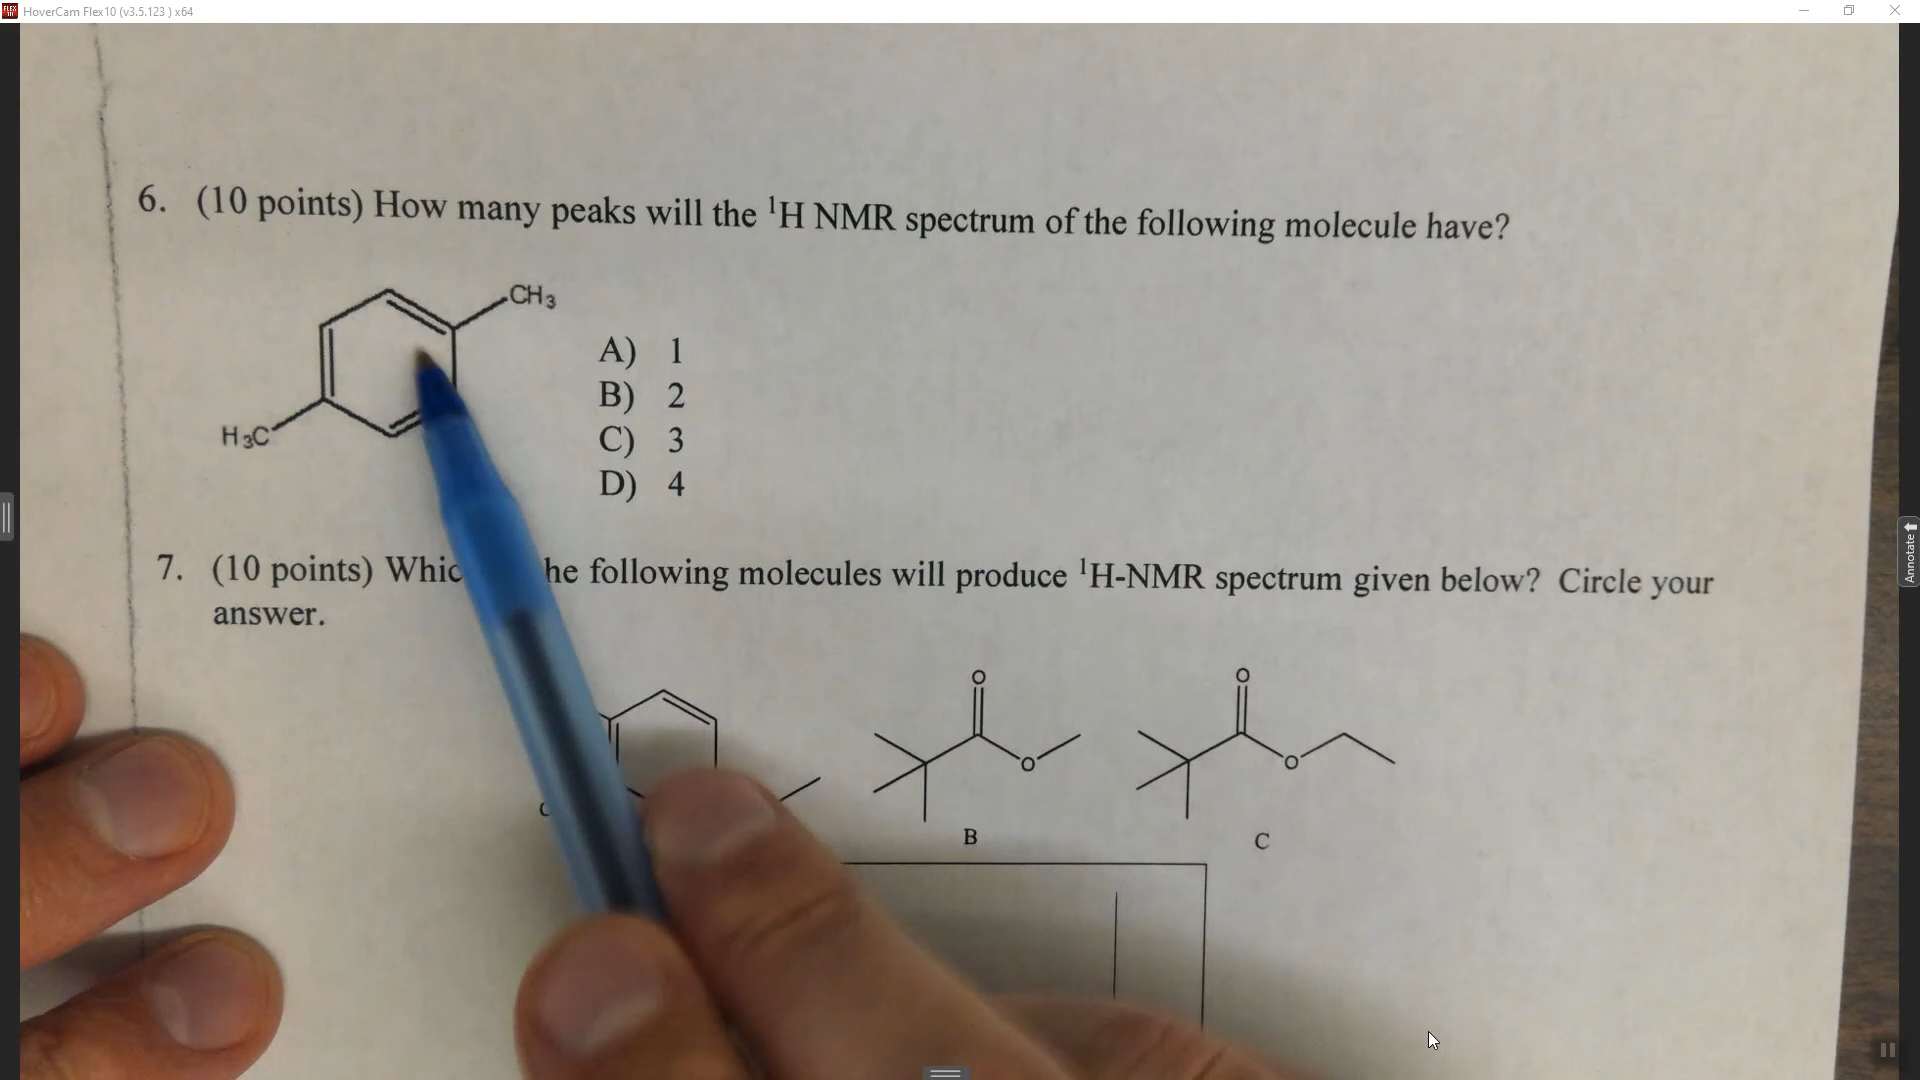 HoverCam Flex10 (v3.5.123 ) x64
6. (10 points) How many peaks will the ¹H NMR spectrum of the following molecule have?
CH₃
H₃C
A) 1
B) 2
C) 3
D) 4
7. (10 points) he following molecules will produce ¹H-NMR spectrum given below? Circle your
answer.
O
O
O
O
B
C
Annotate